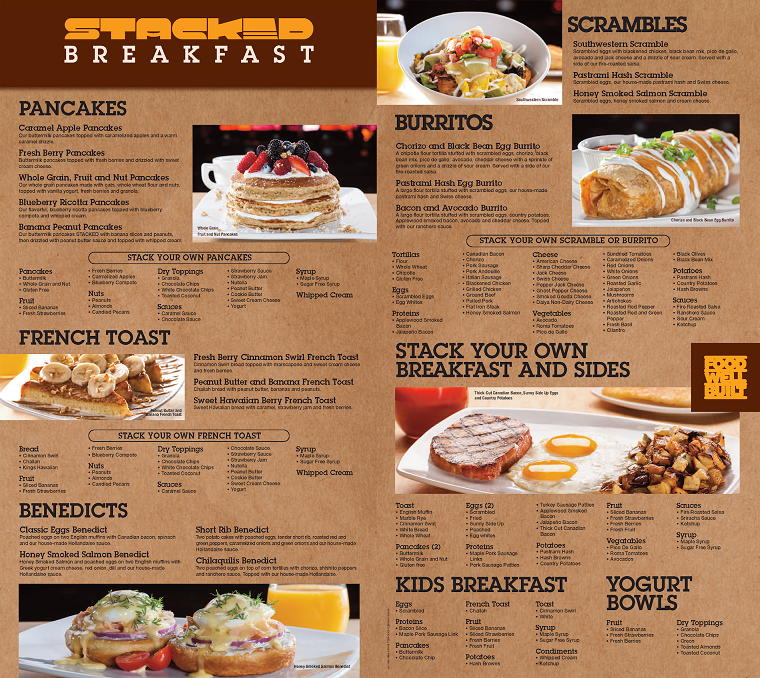 STACKED
BREAKFAST
PANCAKES
Caramel Apple Pancakes
Our buttermilk pancakes topped with caramelized apples and a warm
caramel drizzle.
Fresh Berry Pancakes
Buttermilk pancakes topped with fresh berries and drizzled with sweet
cream cheese.
Whole Grain, Fruit and Nut Pancakes
Our whole grain pancakes made with oats, whole wheat flour and nuts,
topped with vanilla yogurt, fresh berries and granola.
Blueberry Ricotta Pancakes
Our flavorful, blueberry ricotta pancakes topped with blueberry
compote and whipped cream.
Banana Peanut Pancakes
Our buttermilk pancakes STACKED with banana slices and peanuts,
then drizzled with peanut butter sauce and topped with whipped cream.
Whole Grain,
Fruit and Nut Pancakes
STACK YOUR OWN PANCAKES
Pancakes
• Buttermilk
• Whole Grain and Nut
• Gluten Free
Fruit
• Sliced Bananas
• Fresh Strawberries
• Fresh Berries
• Carmelized Apples
• Blueberry Compote
Nuts
• Peanuts
• Almonds
• Candied Pecans
Dry Toppings
• Granola
• Chocolate Chips
• White Chocolate Chips
• Toasted Coconut
Sauces
• Caramel Sauce
• Chocolate Sauce
• Strawberry Sauce
• Strawberry Jam
• Nutella
• Peanut Butter
• Cookie Butter
• Sweet Cream Cheese
• Yogurt
Syrup
• Maple Syrup
• Sugar Free Syrup
Whipped Cream
FRENCH TOAST
Peanut Butter and
Banana French Toast
Fresh Berry Cinnamon Swirl French Toast
Cinnamon Swirl bread topped with marscapone and sweet cream cheese
and fresh berries.
Peanut Butter and Banana French Toast
Challah bread with peanut butter, bananas and peanuts.
Sweet Hawaiian Berry French Toast
Sweet Hawaiian bread with caramel, strawberry jam and fresh berries.
STACK YOUR OWN FRENCH TOAST
Bread
• Cinnamon Swirl
• Challah
• Kings Hawaiian
Fruit
• Sliced Bananas
• Fresh Strawberries
• Fresh Berries
• Blueberry Compote
Nuts
• Peanuts
• Almonds
• Candied Pecans
Dry Toppings
• Granola
• Chocolate Chips
• White Chocolate Chips
• Toasted Coconut
Sauces
• Caramel Sauce
• Chocolate Sauce
• Strawberry Sauce
• Strawberry Jam
• Nutella
• Peanut Butter
• Cookie Butter
• Sweet Cream Cheese
• Yogurt
Syrup
• Maple Syrup
• Sugar Free Syrup
Whipped Cream
BENEDICTS
Classic Eggs Benedict
Poached eggs on two English muffins with Canadian bacon, spinach
and our house-made Hollandaise sauce.
Honey Smoked Salmon Benedict
Honey Smoked Salmon and poached eggs on two English muffins with
Greek yogurt cream cheese, red onion, dill and our house-made
Hollandaise sauce.
Short Rib Benedict
Two potato cakes with poached eggs, tender short rib, roasted red and
green peppers, caramelized onions and green onions and our house-made
Hollandaise sauce.
Chilkaquilis Benedict
Two poached eggs on top of corn tortillas with chorizo, shishito peppers
and ranchero sauce. Topped with our house-made Hollandaise.
Honey Smoked Salmon Benedict
Southwestern Scramble
SCRAMBLES
Southwestern Scramble
Scrambled eggs with blackened chicken, black bean mix, pico de gallo,
avocado and jack cheese and a drizzle of sour cream. Served with a
side of our fire-roasted salsa.
Pastrami Hash Scramble
Scrambled eggs, our house-made pastrami hash and Swiss cheese.
Honey Smoked Salmon Scramble
Scrambled eggs, honey smoked salmon and cream cheese.
BURRITOS
Chorizo and Black Bean Egg Burrito
A chipotle flour tortilla stuffed with scrambled eggs, chorizo, black
bean mix, pico de gallo, avocado, cheddar cheese with a sprinkle of
green onions and a drizzle of sour cream. Served with a side of our
fire-roasted salsa.
Pastrami Hash Egg Burrito
A large flour tortilla stuffed with scrambled eggs, our house-made
pastrami hash and Swiss cheese.
Bacon and Avocado Burrito
A large flour tortilla stuffed with scrambled eggs, country potatoes,
applewood smoked bacon, avocado and cheddar cheese. Topped
with our ranchero sauce.
Chorizo and Black Bean Egg Burrito
STACK YOUR OWN SCRAMBLE OR BURRITO
Tortillas
• Flour
• Whole Wheat
• Chipotle
• Gluten Free
Eggs
• Scrambled Eggs
• Egg Whites
Proteins
• Applewood Smoked
Bacon
• Jalapeño Bacon
• Canadian Bacon
• Chorizo
• Pork Sausage
• Pork Andouille
• Italian Sausage
• Blackened Chicken
• Grilled Chicken
• Ground Beef
• Pulled Pork
• Flat Iron Steak
• Honey Smoked Salmon
Cheese
• American Cheese
• Sharp Cheddar Cheese
• Jack Cheese
• Swiss Cheese
• Pepper Jack Cheese
• Ghost Pepper Cheese
• Smoked Gouda Cheese
• Daiya Non-Dairy Cheese
Vegetables
• Avocado
• Roma Tomatoes
• Pico de Gallo
• Sundried Tomatoes
• Caramelized Onions
• Red Onions
• White Onions
• Green Onions
• Roasted Garlic
• Jalapeños
• Mushrooms
• Artichokes
• Roasted Red Pepper
• Roasted Red and Green
Pepper
• Fresh Basil
• Cilantro
• Black Olives
• Black Bean Mix
Potatoes
• Pastrami Hash
• Country Potatoes
• Hash Browns
Sauces
• Fire Roasted Salsa
• Ranchero Sauce
• Sour Cream
• Ketchup
STACK YOUR OWN
BREAKFAST AND SIDES
FOOD
WELL
BUILT
Thick Cut Canadian Bacon, Sunny Side Up Eggs
and Country Potatoes
Toast
• English Muffin
• Marble Rye
• Cinnamon Swirl
• White Bread
• Whole Wheat
Pancakes (2)
• Buttermilk
• Whole Grain and Nut
• Gluten free
Eggs (2)
• Scrambled
• Fried
• Sunny Side Up
• Poached
• Egg whites
Proteins
• Maple Pork Sausage
Links
• Pork Sausage Patties
• Turkey Sausage Patties
• Applewood Smoked
Bacon
• Jalapeño Bacon
• Thick Cut Canadian
Bacon
Potatoes
• Pastrami Hash
• Hash Browns
• Country Potatoes
Fruit
• Sliced Bananas
• Fresh Strawberries
• Fresh Berries
• Fresh Fruit
Vegatables
• Pico De Gallo
• Roma Tomatoes
• Avocados
Sauces
• Fire-Roasted Salsa
• Sriracha Sauce
• Ketchup
Syrup
• Maple Syrup
• Sugar Free Syrup
KIDS BREAKFAST
Eggs
• Scrambled
Proteins
• Bacon Slice
• Maple Pork Sausage Link
Pancakes
• Buttermilk
• Chocolate Chip
French Toast
• Challah
Fruit
• Sliced Bananas
• Sliced Strawberries
• Fresh Berries
• Fresh Fruit
Potatoes
• Hash Browns
Toast
• Cinnamon Swirl
• White
Syrup
• Maple Syrup
• Sugar Free Syrup
Condiments
• Whipped Cream
• Ketchup
YOGURT
BOWLS
Fruit
• Sliced Bananas
• Fresh Strawberries
• Fresh Berries
Dry Toppings
• Granola
• Chocolate Chips
• Oreos
• Toasted Almonds
• Toasted Coconut